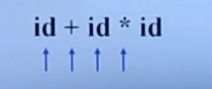 id + id * id
↑ ↑ ↑ ↑